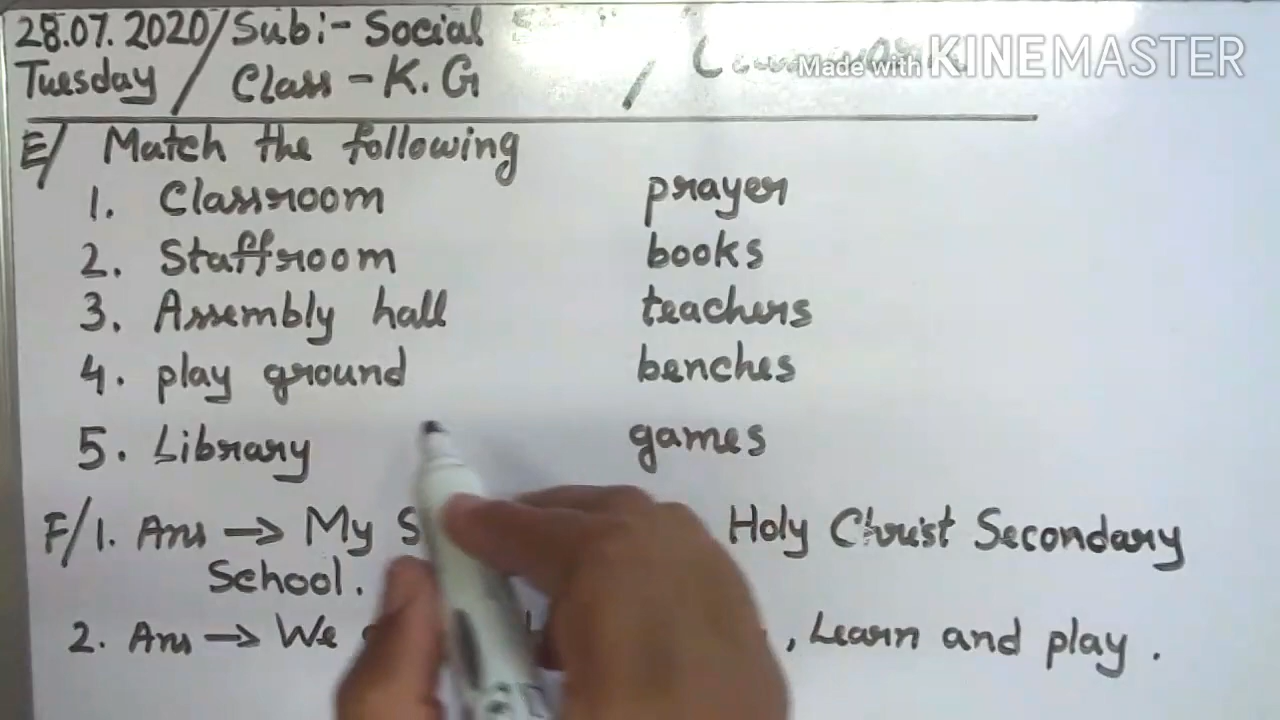 28.07.2020/Sub:- Social
Made with KINEMASTER
Tuesday / Class - K.G /
E/ Match the following
1. Classroom prayer
2. Staffroom books
3. Assembly hall teachers
4. play ground benches
5. Library games
F/1. Ans → My Holy Christ Secondary
School.
2. Ans → We , Learn and play .